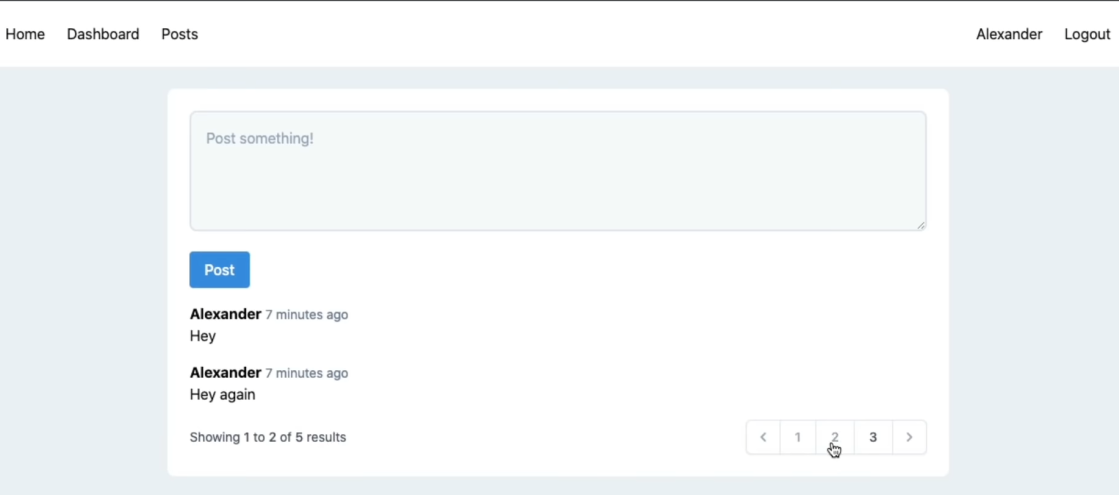 Home Dashboard Posts Alexander Logout
Post something!
Post
Alexander 7 minutes ago
Hey
Alexander 7 minutes ago
Hey again
Showing 1 to 2 of 5 results < 1 2 3 >